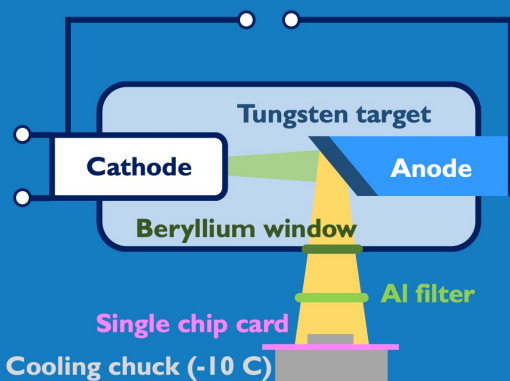 Tungsten target
Cathode
Anode
Beryllium window
Al filter
Single chip card
Cooling chuck (-10 C)